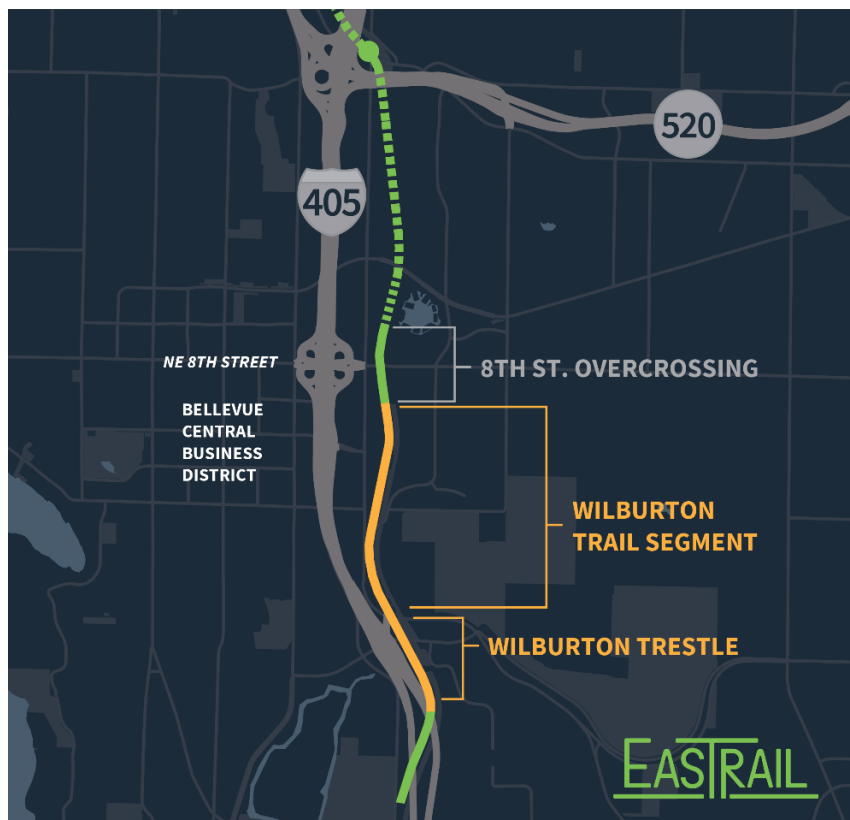 520
405
NE 8TH STREET
8TH ST. OVERCROSSING
BELLEVUE
CENTRAL
BUSINESS
DISTRICT
WILBURTON
TRAIL SEGMENT
WILBURTON TRESTLE
EASTRAIL